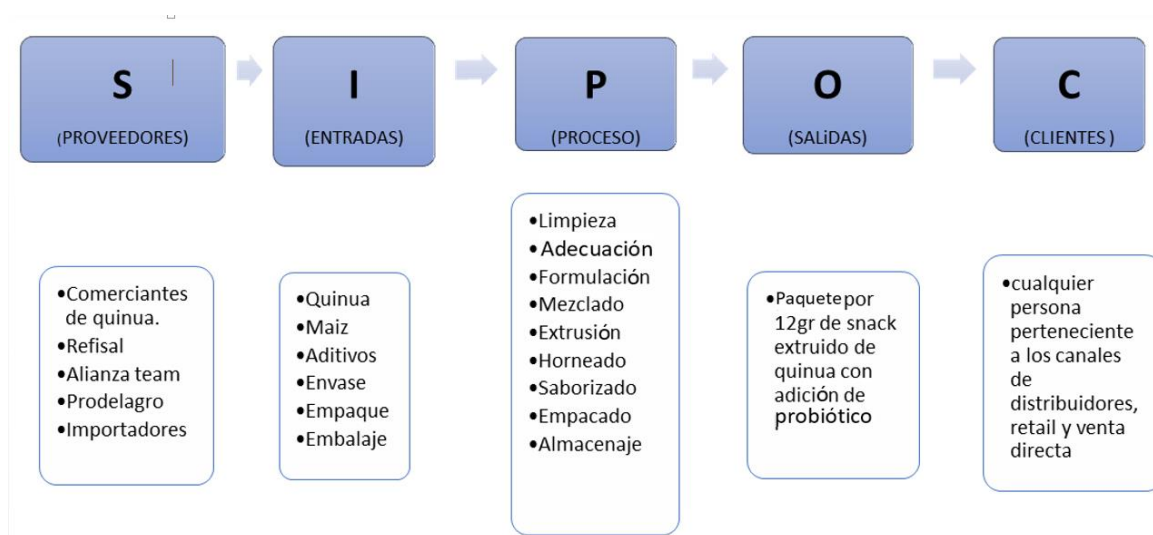 S
(PROVEEDORES)
I
(ENTRADAS)
P
(PROCESO)
O
(SALiDAS)
C
(CLIENTES )
•Comerciantes
de quinua.
•Refisal
•Alianza team
•Prodelagro
•Importadores
•Quinua
•Maiz
•Aditivos
•Envase
•Empaque
•Embalaje
•Limpieza
•Adecuación
•Formulación
•Mezclado
•Extrusión
•Horneado
•Saborizado
•Empacado
•Almacenaje
•Paquete por
12gr de snack
extruido de
quinua con
adición de
probiótico
•cualquier
persona
perteneciente
a los canales
de
distribuidores,
retail y venta
directa